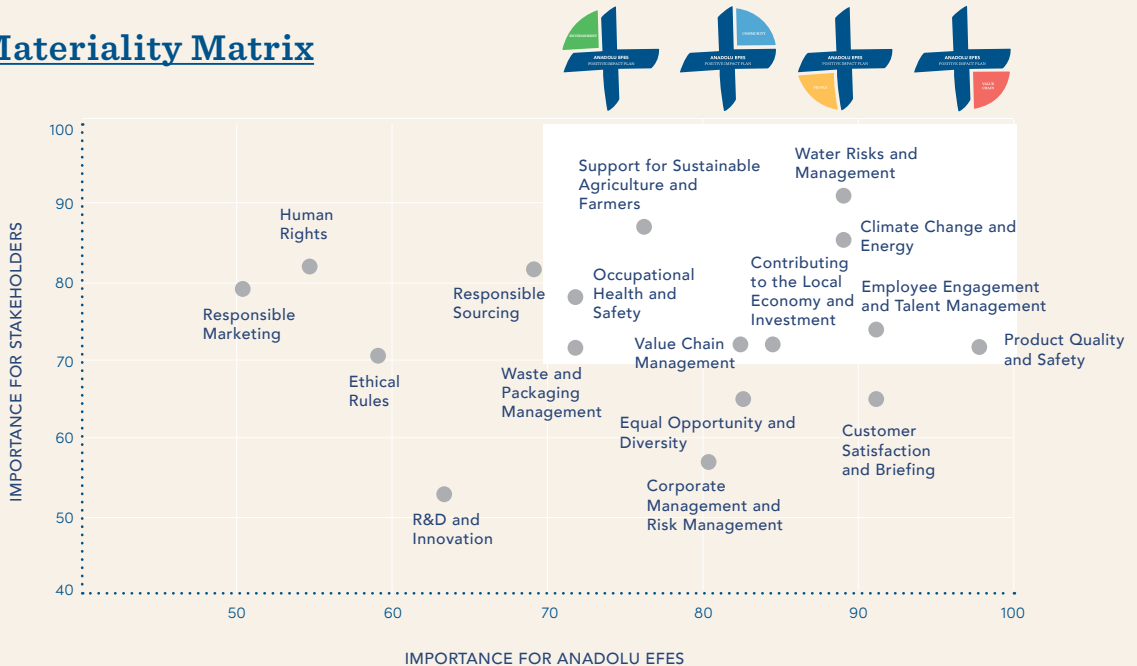 Materiality Matrix
ENVIRONMENT
ANADOLU EFES
POSITIVE IMPACT PLAN
COMMUNITY
ANADOLU EFES
POSITIVE IMPACT PLAN
ANADOLU EFES
POSITIVE IMPACT PLAN
PEOPLE
ANADOLU EFES
POSITIVE IMPACT PLAN
VALUE
CHAIN
IMPORTANCE FOR STAKEHOLDERS
100
90
80
70
60
50
40
Human
Rights
Responsible
Marketing
Ethical
Rules
R&D and
Innovation
Responsible
Sourcing
Support for Sustainable
Agriculture and
Farmers
Occupational
Health and
Safety
Waste and
Packaging
Management
Water Risks and
Management
Climate Change and
Energy
Contributing
to the Local
Economy and
Investment
Employee Engagement
and Talent Management
Value Chain
Management
Product Quality
and Safety
Equal Opportunity and
Diversity
Customer
Satisfaction
and Briefing
Corporate
Management and
Risk Management
50
60
70
80
90
100
IMPORTANCE FOR ANADOLU EFES